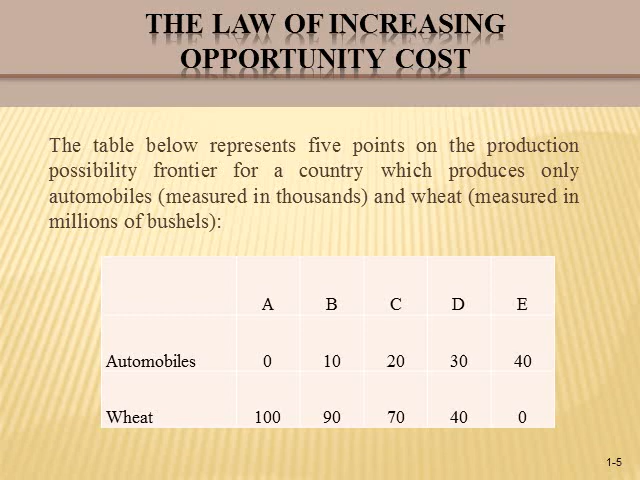 THE LAW OF INCREASING
OPPORTUNITY COST
The table below represents five points on the production
possibility frontier for a country which produces only
automobiles (measured in thousands) and wheat (measured in
millions of bushels):
A B C D E
Automobiles 0 10 20 30 40
Wheat 100 90 70 40 0
1-5